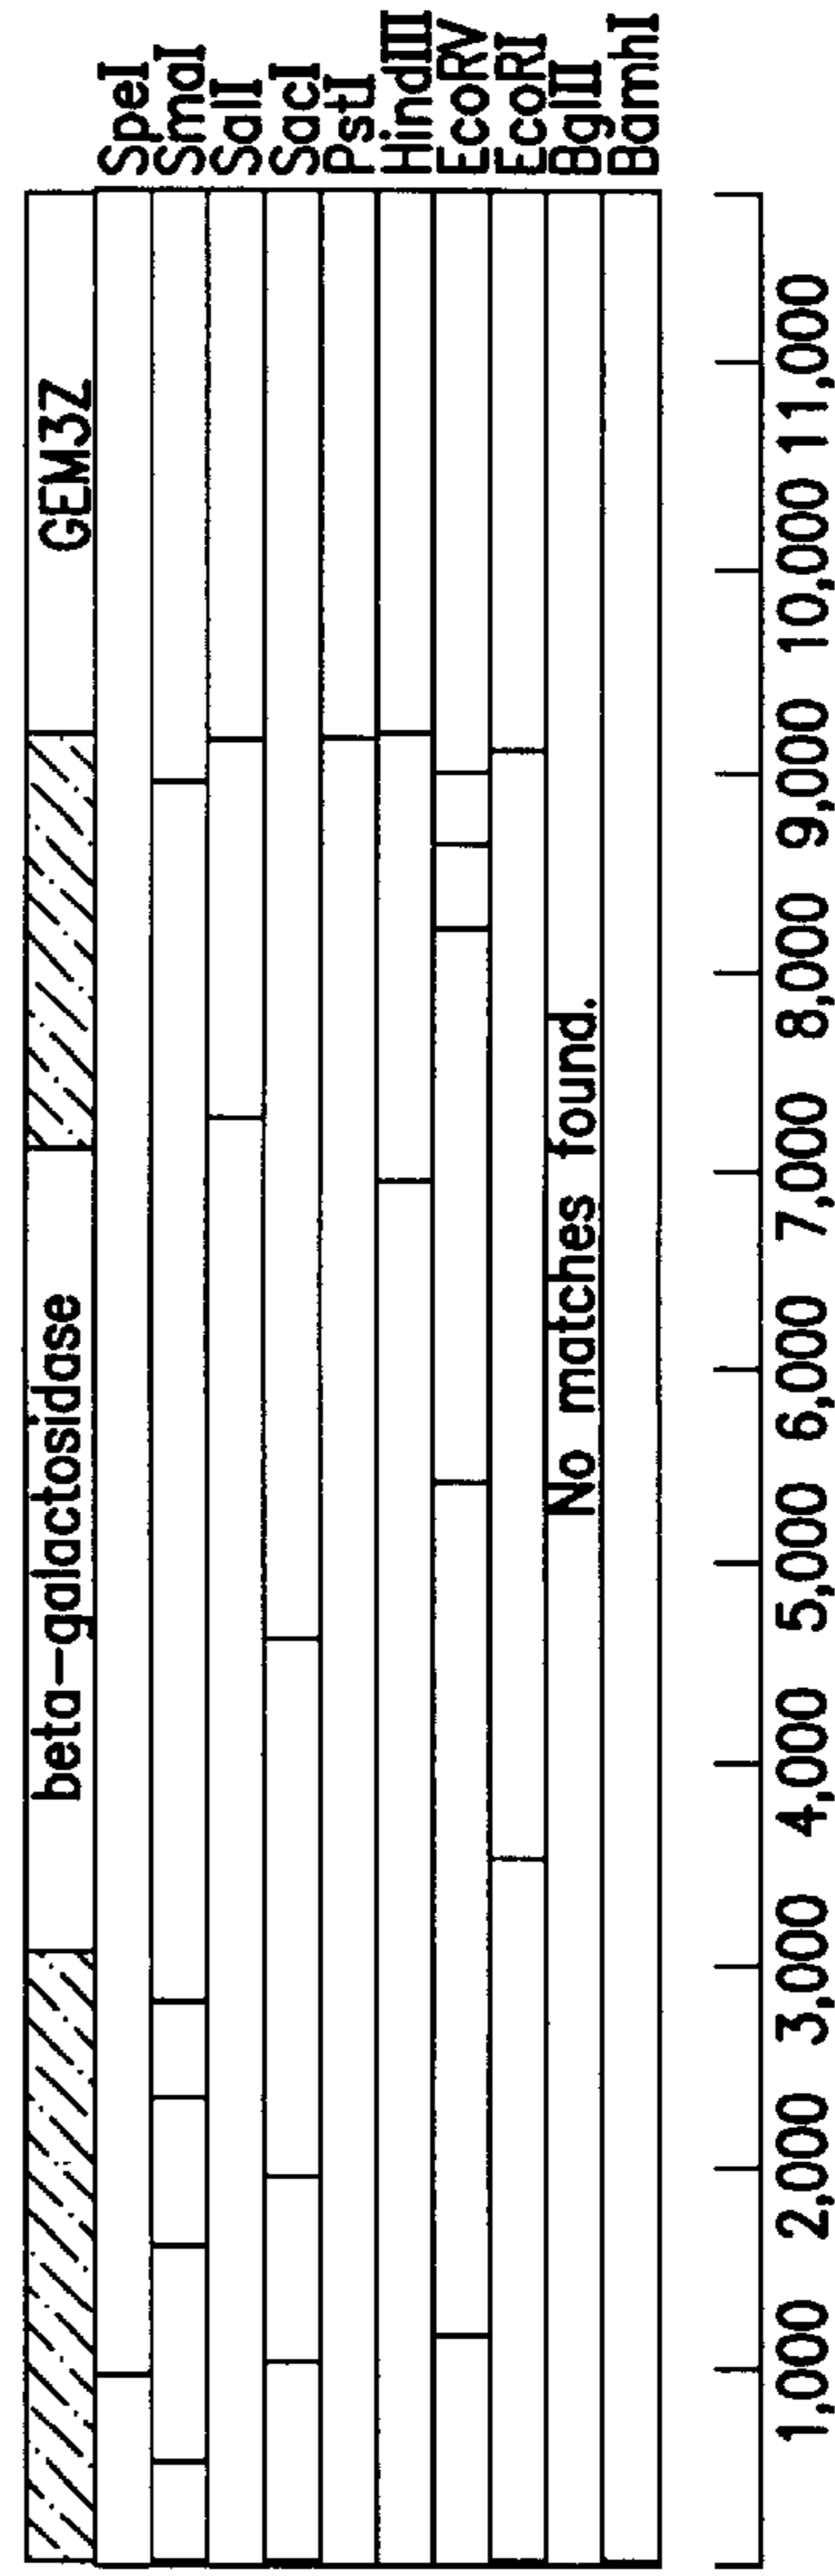 beta-galactosidase
GEM3Z
SpeI
SmaI
SalI
SacI
PstI
HindIII
EcoRV
EcoRI
BglII
BamhI
No matches found.
1,000 2,000 3,000 4,000 5,000 6,000 7,000 8,000 9,000 10,000 11,000